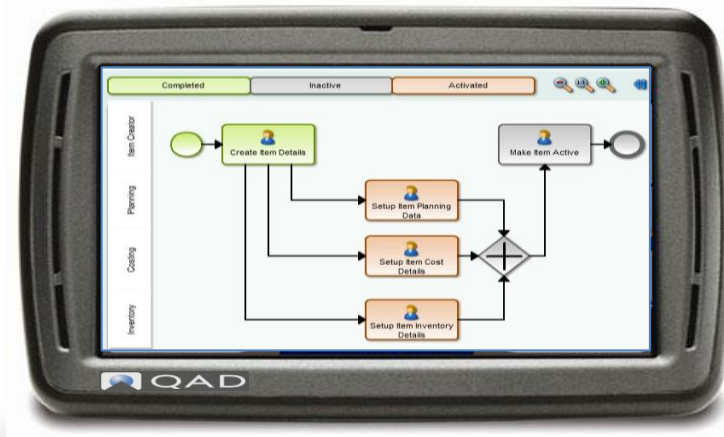 Completed
Inactive
Activated
Item Creator
Create Item Details
Make Item Active
Planning
Setup Item Planning
Data
Costing
Setup Item Cost
Details
Inventory
Setup Item Inventory
Details
QAD